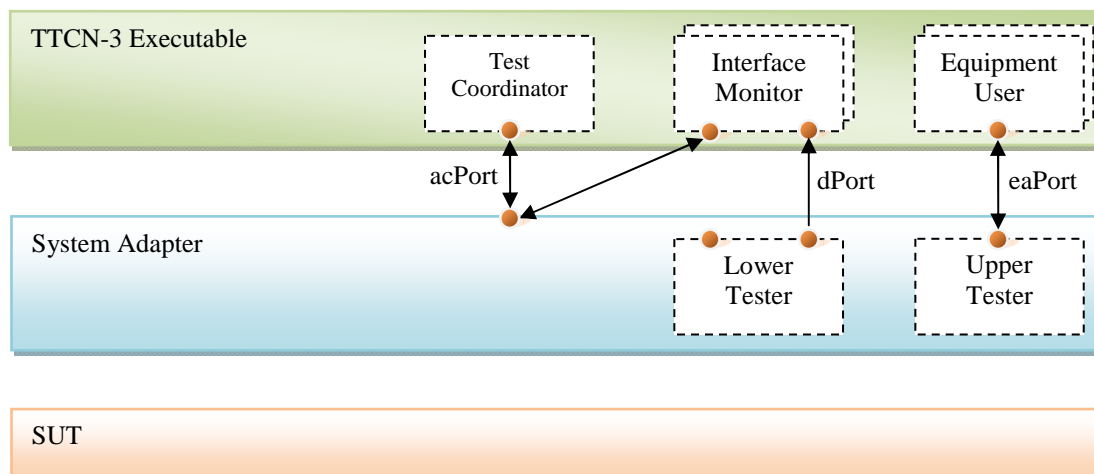 TTCN-3 Executable
Test
Coordinator
Interface
Monitor
Equipment
User
acPort
dPort
eaPort
System Adapter
Lower
Tester
Upper
Tester
SUT